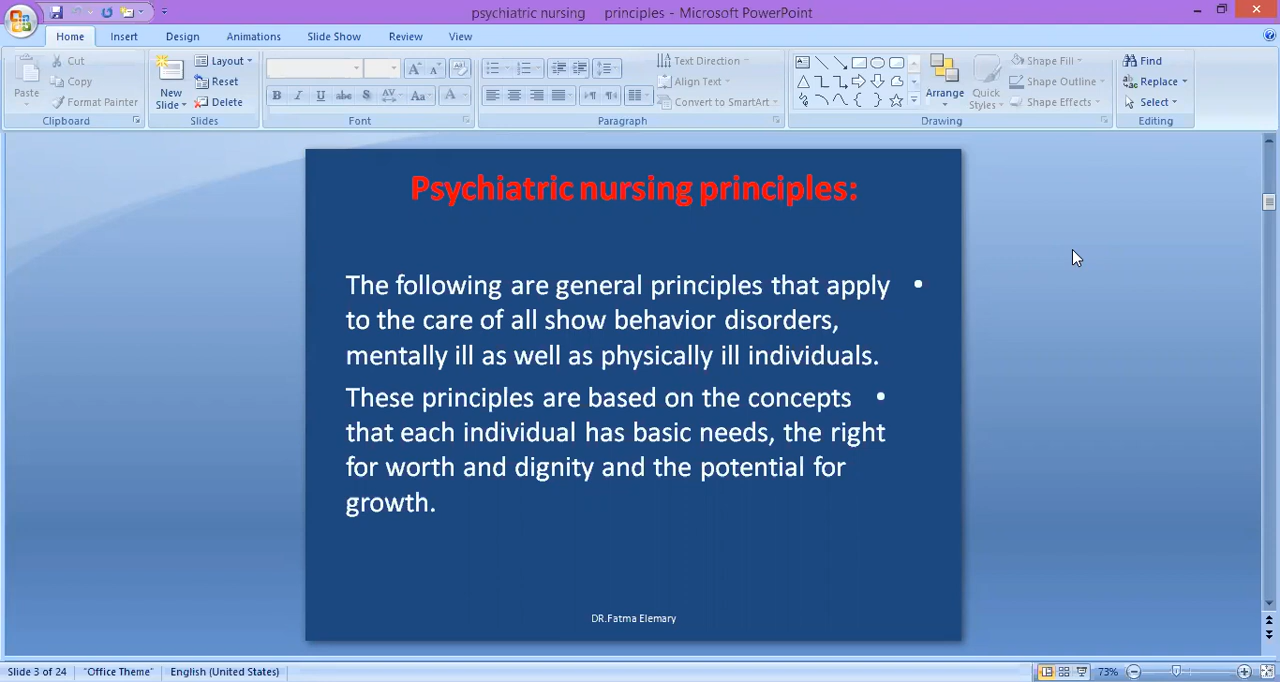 psychiatric nursing principles - Microsoft PowerPoint
Home Insert Design Animations Slide Show Review View
Paste
Cut
Copy
Format Painter
Clipboard
New
Slide
Layout
Reset
Delete
Slides
B I U abc S AV Aa A
Font
Text Direction
Align Text
Convert to SmartArt
Paragraph
Arrange
Quick
Styles
Shape Fill
Shape Outline
Shape Effects
Drawing
Find
Replace
Select
Editing
Psychiatric nursing principles:
The following are general principles that apply •
to the care of all show behavior disorders,
mentally ill as well as physically ill individuals.
These principles are based on the concepts •
that each individual has basic needs, the right
for worth and dignity and the potential for
growth.
DR.Fatma Elemary
Slide 3 of 24 "Office Theme" English (United States) 73%